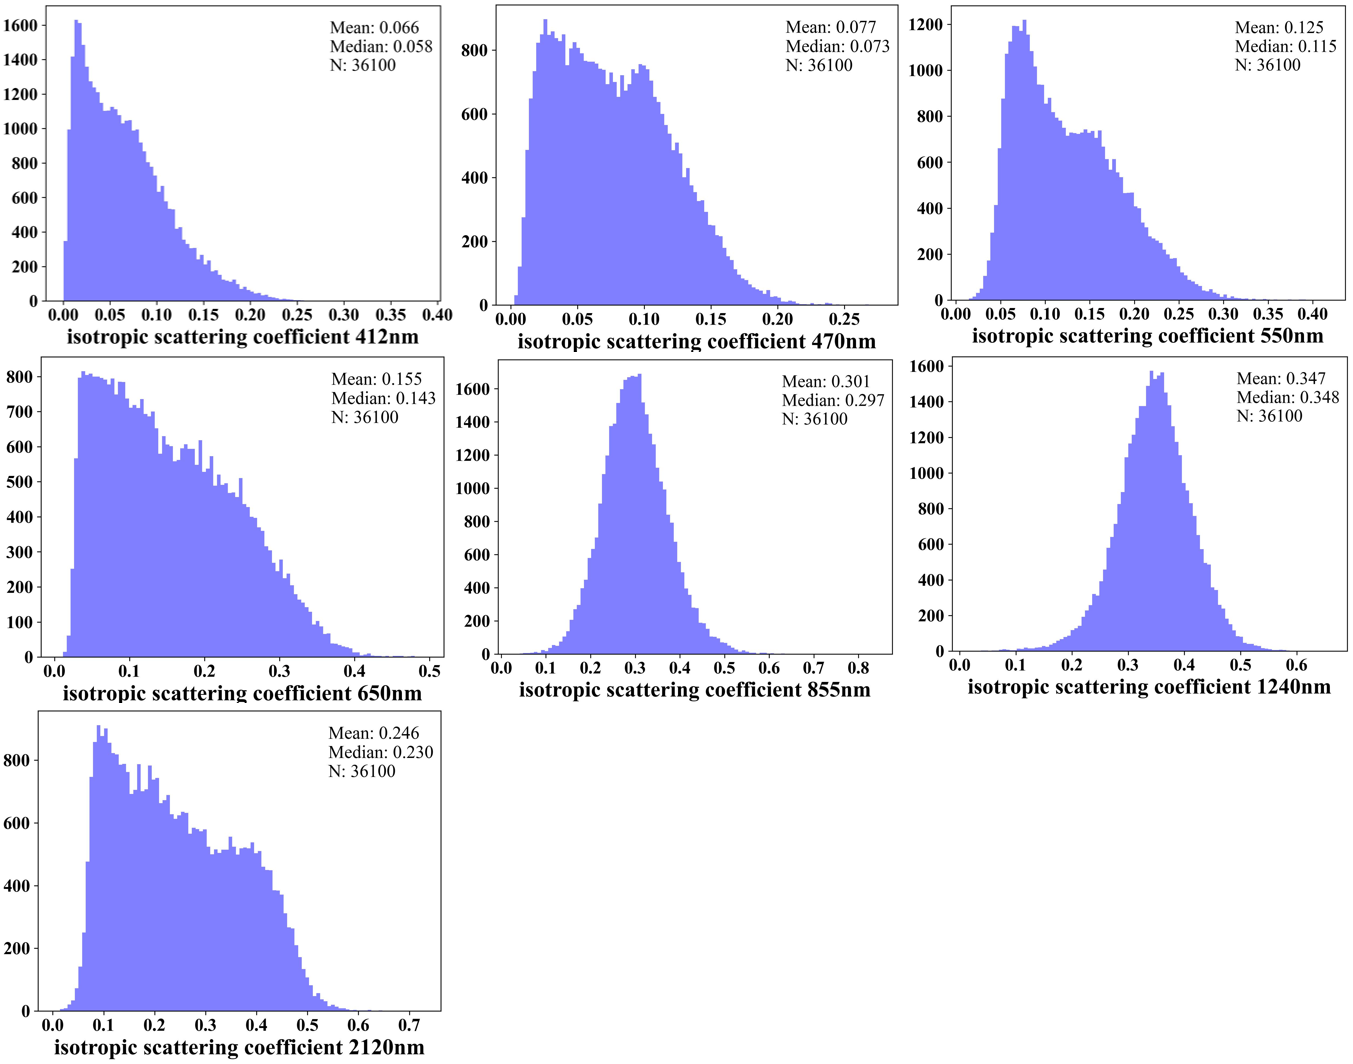 1600
1400
1200
1000
800
600
400
200
0
Mean: 0.066
Median: 0.058
N: 36100
0.00 0.05 0.10 0.15 0.20 0.25 0.30 0.35 0.40
isotropic scattering coefficient 412nm
800
600
400
200
0
Mean: 0.077
Median: 0.073
N: 36100
0.00 0.05 0.10 0.15 0.20 0.25
isotropic scattering coefficient 470nm
1200
1000
800
600
400
200
0
Mean: 0.125
Median: 0.115
N: 36100
0.00 0.05 0.10 0.15 0.20 0.25 0.30 0.35 0.40
isotropic scattering coefficient 550nm
800
700
600
500
400
300
200
100
0
Mean: 0.155
Median: 0.143
N: 36100
0.0 0.1 0.2 0.3 0.4 0.5
isotropic scattering coefficient 650nm
1600
1400
1200
1000
800
600
400
200
0
Mean: 0.301
Median: 0.297
N: 36100
0.0 0.1 0.2 0.3 0.4 0.5 0.6 0.7 0.8
isotropic scattering coefficient 855nm
1600
1400
1200
1000
800
600
400
200
0
Mean: 0.347
Median: 0.348
N: 36100
0.0 0.1 0.2 0.3 0.4 0.5 0.6
isotropic scattering coefficient 1240nm
800
600
400
200
0
Mean: 0.246
Median: 0.230
N: 36100
0.0 0.1 0.2 0.3 0.4 0.5 0.6 0.7
isotropic scattering coefficient 2120nm